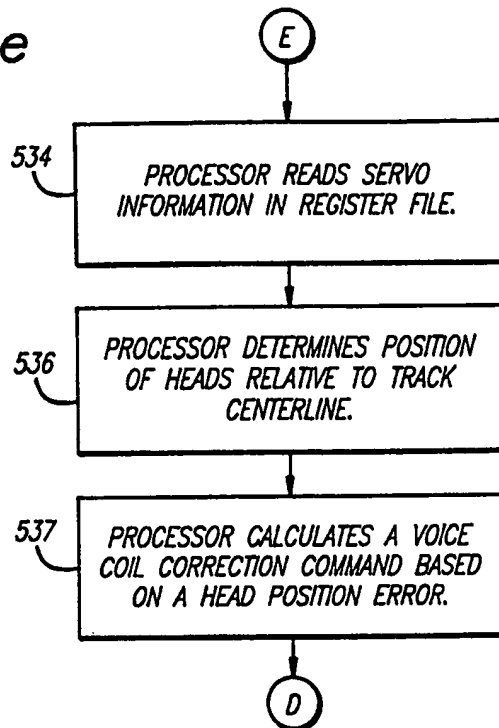 e
E
534
PROCESSOR READS SERVO
INFORMATION IN REGISTER FILE.
536
PROCESSOR DETERMINES POSITION
OF HEADS RELATIVE TO TRACK
CENTERLINE.
537
PROCESSOR CALCULATES A VOICE
COIL CORRECTION COMMAND BASED
ON A HEAD POSITION ERROR.
D